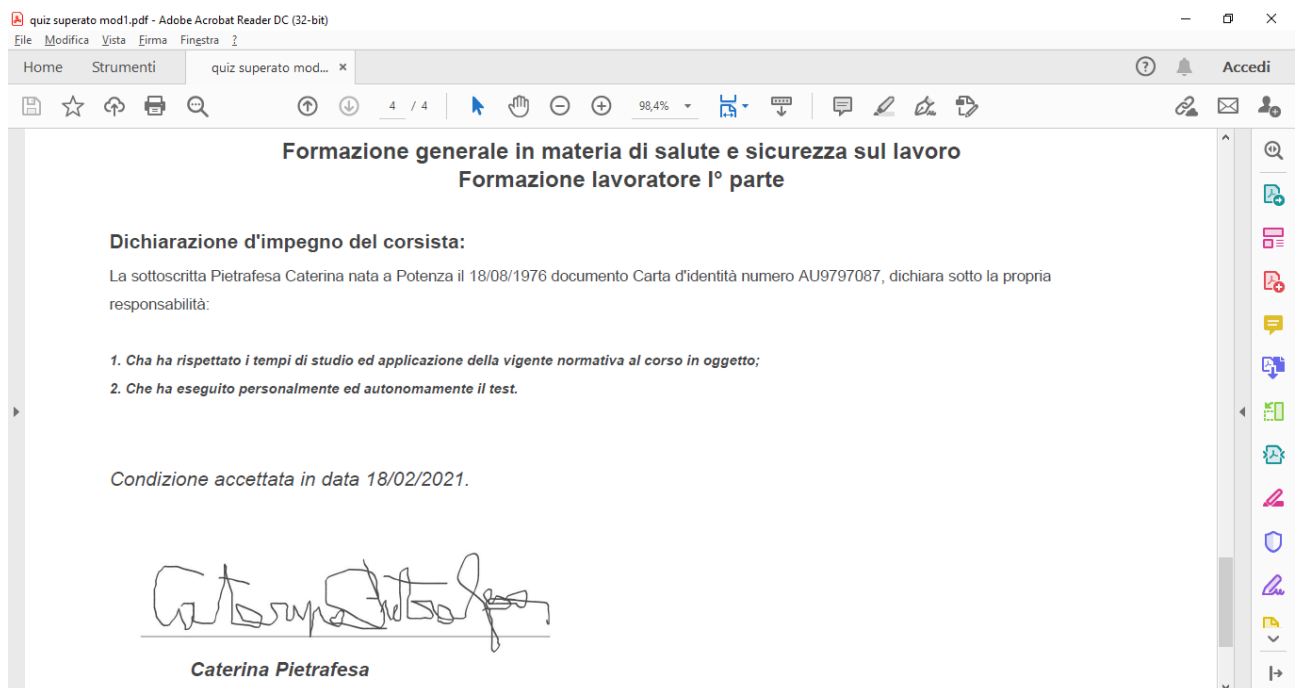 quiz superato mod1.pdf - Adobe Acrobat Reader DC (32-bit)
File Modifica Vista Firma Finestra ?
Home Strumenti quiz superato mod... × Accedi
4 / 4 98,4%
Formazione generale in materia di salute e sicurezza sul lavoro
Formazione lavoratore I° parte
Dichiarazione d'impegno del corsista:
La sottoscritta Pietrafesa Caterina nata a Potenza il 18/08/1976 documento Carta d'identità numero AU9797087, dichiara sotto la propria
responsabilità:
1. Cha ha rispettato i tempi di studio ed applicazione della vigente normativa al corso in oggetto;
2. Che ha eseguito personalmente ed autonomamente il test.
Condizione accettata in data 18/02/2021.
Caterina Pietrafesa